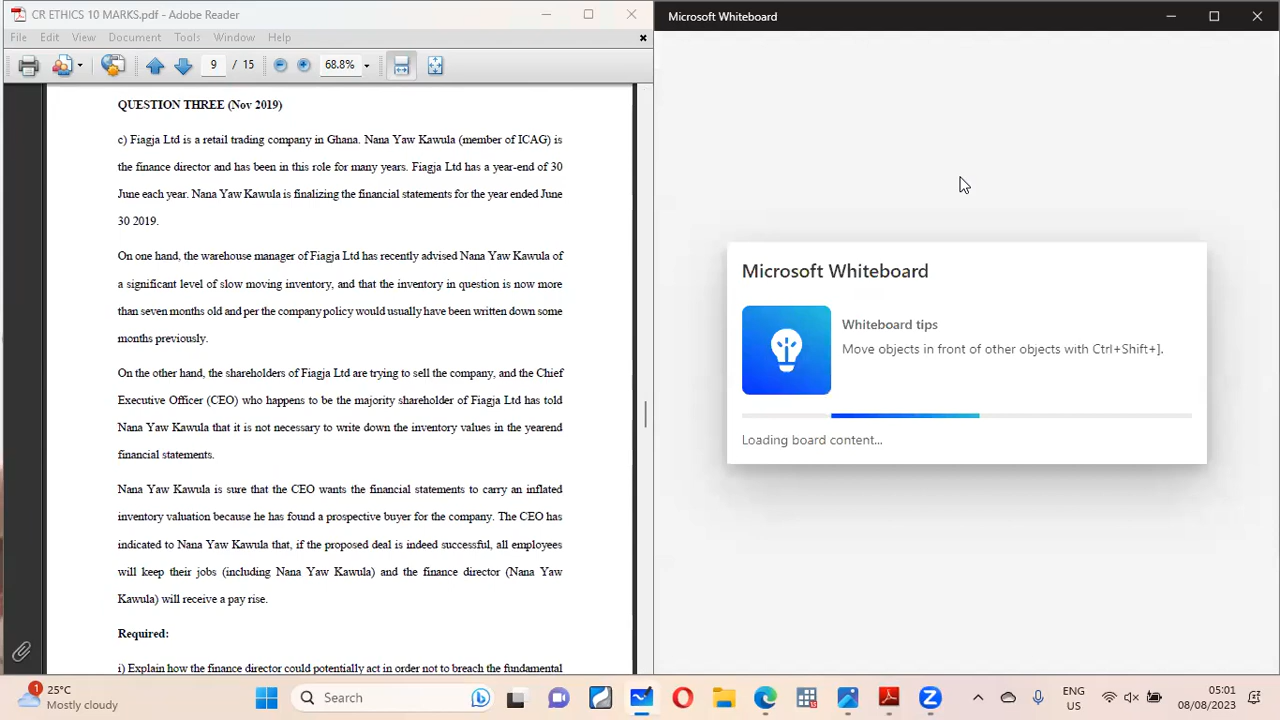 CR ETHICS 10 MARKS.pdf - Adobe Reader
File Edit View Document Tools Window Help
9 / 15 68.8%
QUESTION THREE (Nov 2019)
c) Fiagja Ltd is a retail trading company in Ghana. Nana Yaw Kawula (member of ICAG) is
the finance director and has been in this role for many years. Fiagja Ltd has a year-end of 30
June each year. Nana Yaw Kawula is finalizing the financial statements for the year ended June
30 2019.
On one hand, the warehouse manager of Fiagja Ltd has recently advised Nana Yaw Kawula of
a significant level of slow moving inventory, and that the inventory in question is now more
than seven months old and per the company policy would usually have been written down some
months previously.
On the other hand, the shareholders of Fiagja Ltd are trying to sell the company, and the Chief
Executive Officer (CEO) who happens to be the majority shareholder of Fiagja Ltd has told
Nana Yaw Kawula that it is not necessary to write down the inventory values in the yearend
financial statements.
Nana Yaw Kawula is sure that the CEO wants the financial statements to carry an inflated
inventory valuation because he has found a prospective buyer for the company. The CEO has
indicated to Nana Yaw Kawula that, if the proposed deal is indeed successful, all employees
will keep their jobs (including Nana Yaw Kawula) and the finance director (Nana Yaw
Kawula) will receive a pay rise.
Required:
i) Explain how the finance director could potentially act in order not to breach the fundamental
Microsoft Whiteboard
Microsoft Whiteboard
Whiteboard tips
Move objects in front of other objects with Ctrl+Shift+].
Loading board content...
1
25°C
Mostly cloudy
Search
ENG
US
05:01
08/08/2023